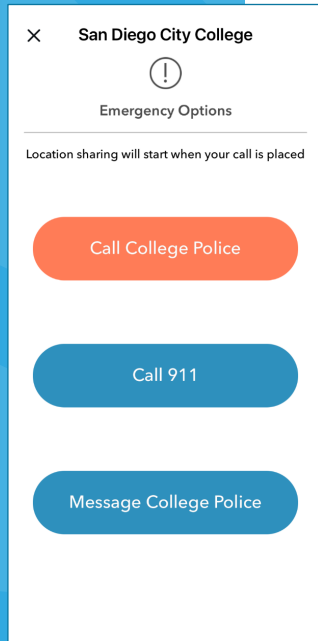 San Diego City College
Emergency Options
Location sharing will start when your call is placed
Call College Police
Call 911
Message College Police